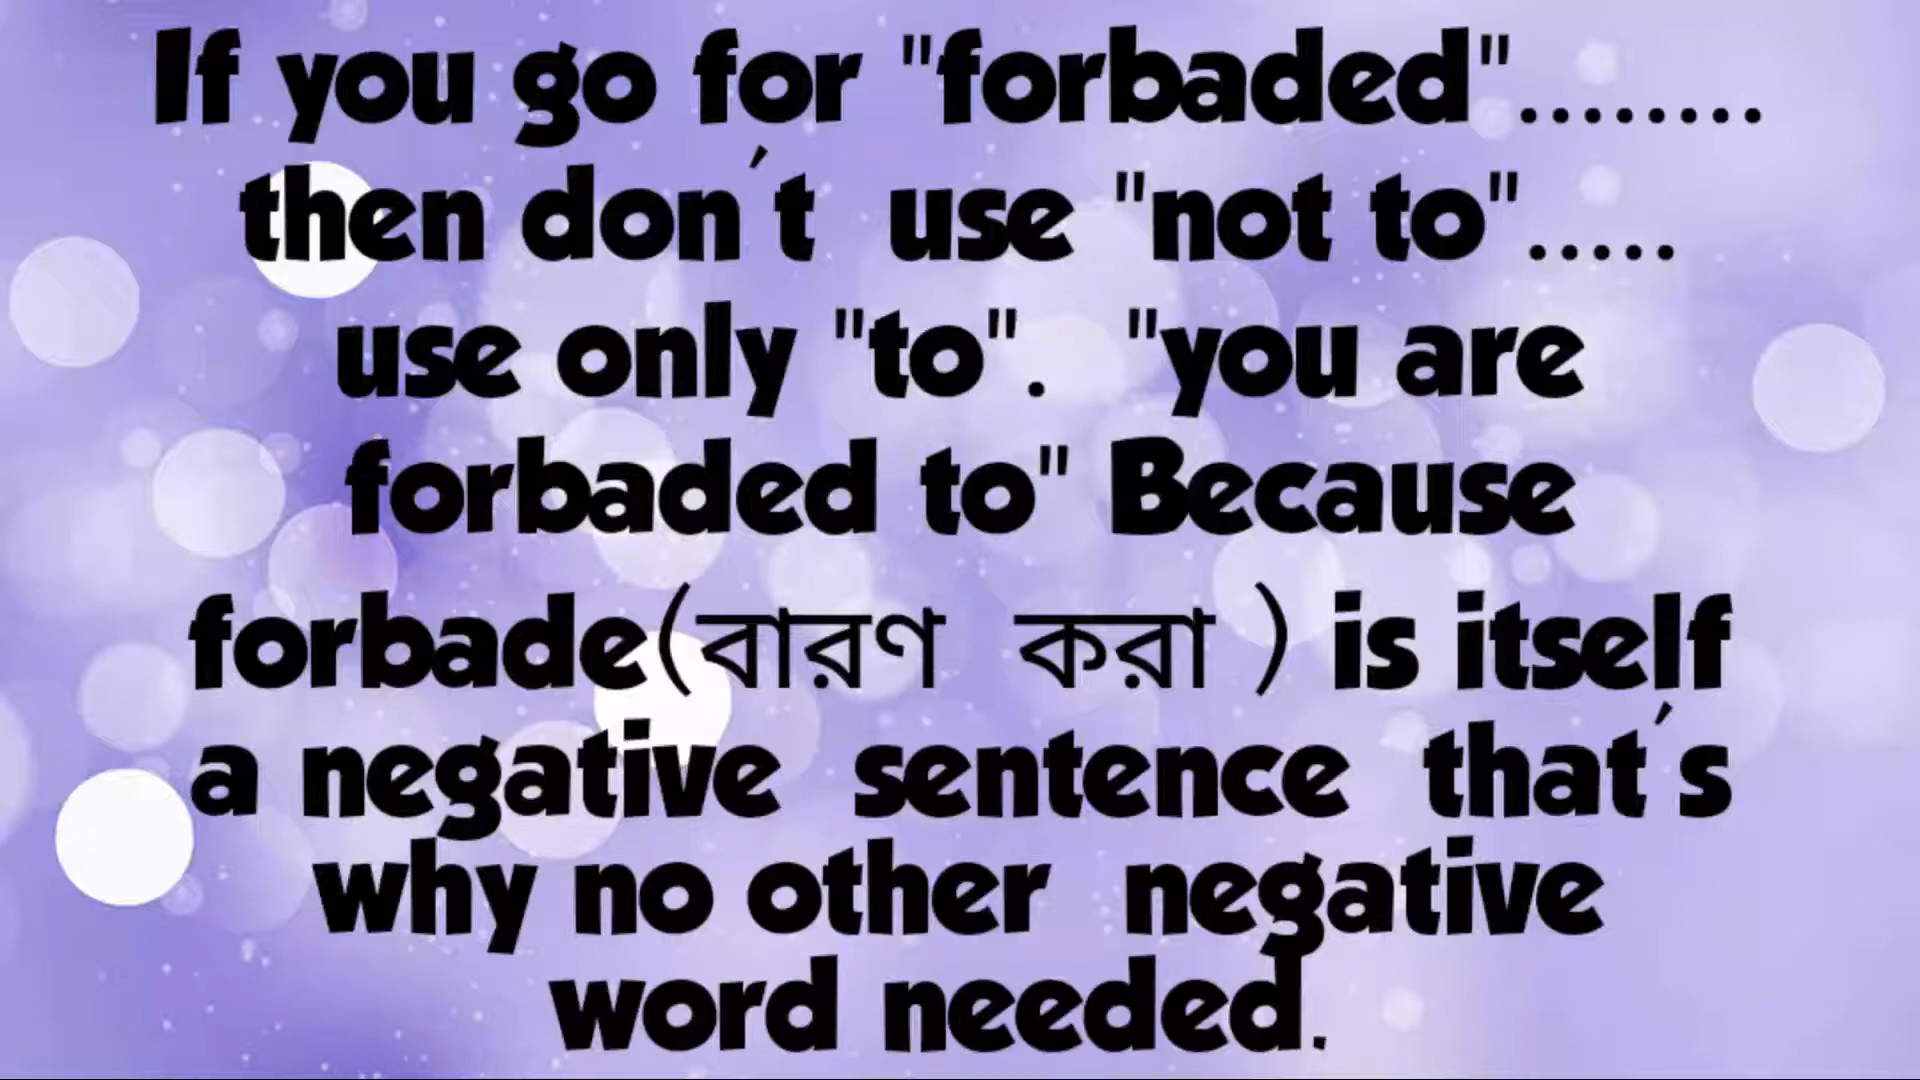 If you go for "forbaded"........
then don't use "not to".....
use only "to". "you are
forbaded to" Because
forbade(বারণ করা ) is itself
a negative sentence that's
why no other negative
word needed.